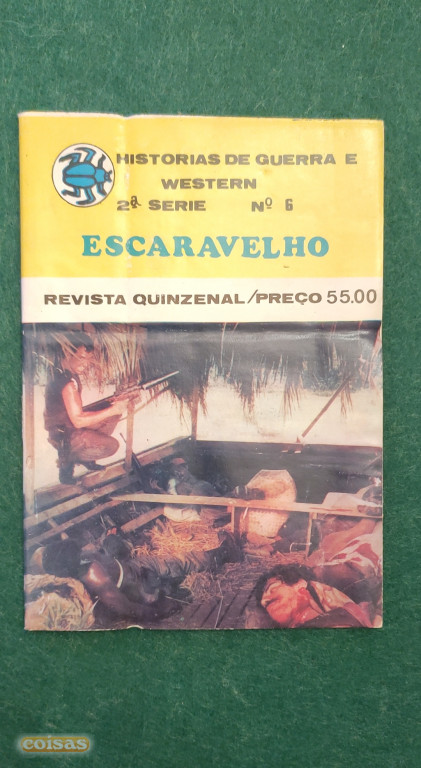 HISTORIAS DE GUERRA E
WESTERN
2ª SERIE Nº 6
ESCARAVELHO
REVISTA QUINZENAL/PREÇO 55.00
coisas